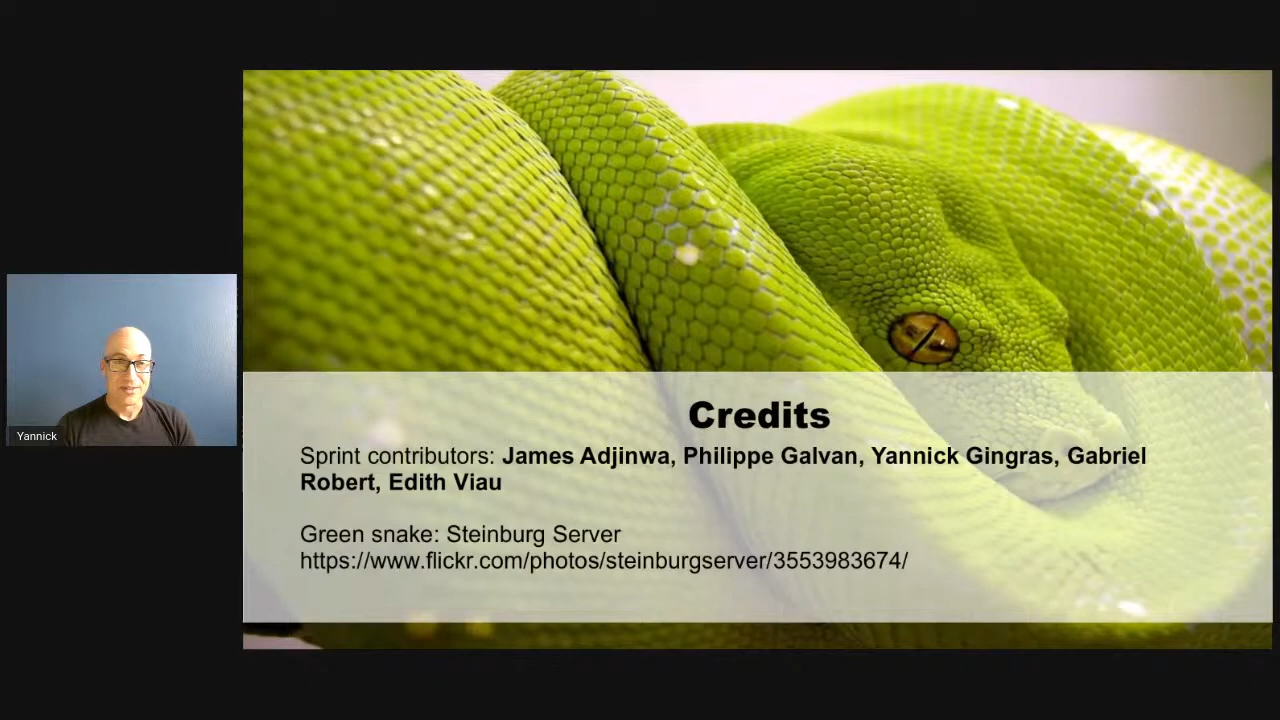 Credits
Sprint contributors: James Adjinwa, Philippe Galvan, Yannick Gingras, Gabriel
Robert, Edith Viau
Green snake: Steinburg Server
https://www.flickr.com/photos/steinburgserver/3553983674/
Yannick